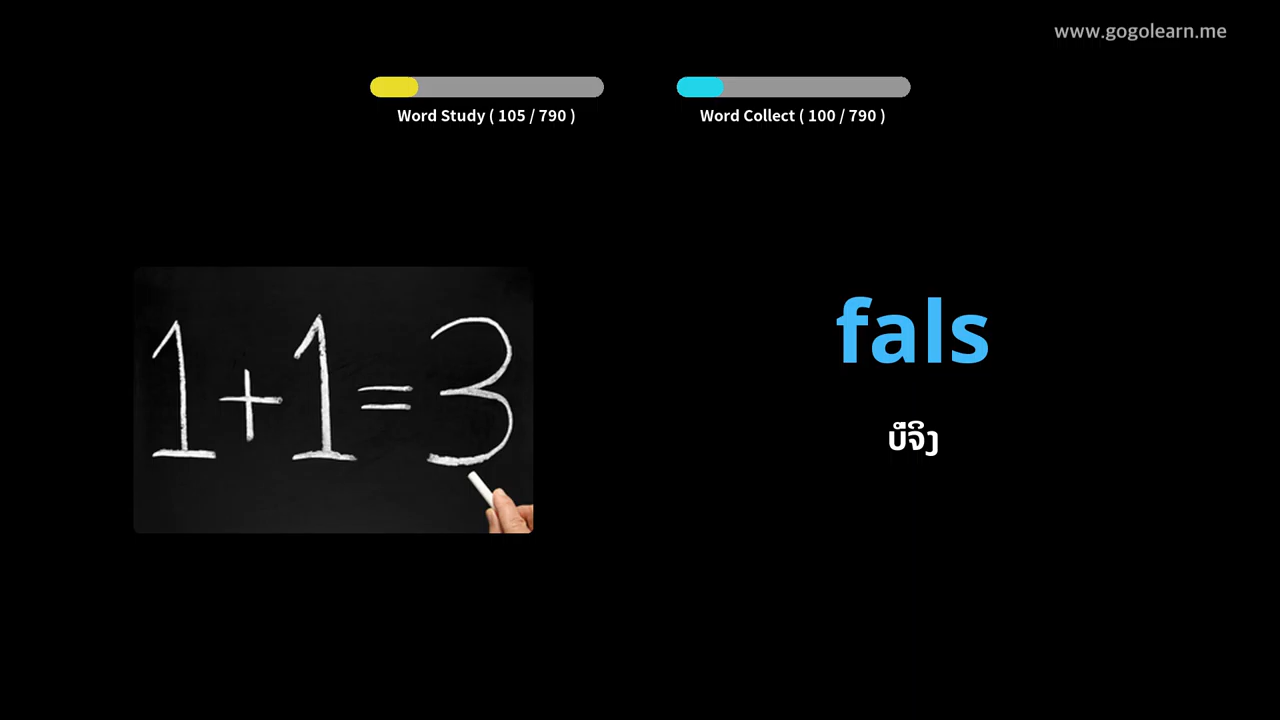 www.gogolearn.me
Word Study ( 105 / 790 )
Word Collect ( 100 / 790 )
1+1=3
fals
ບໍ່ຈິງ